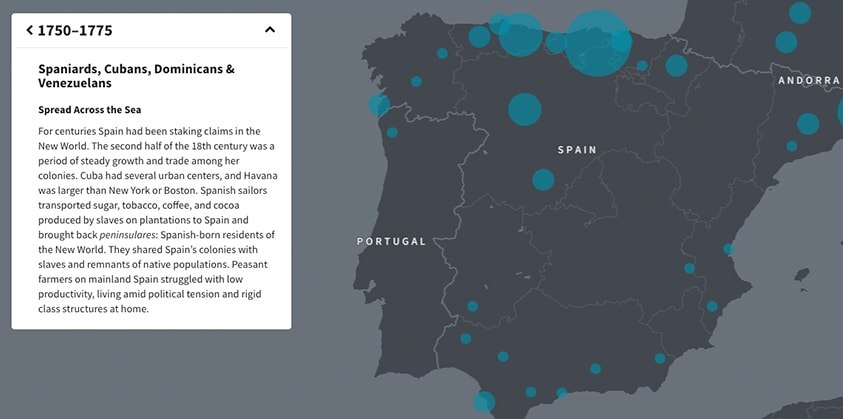 1750–1775
Spaniards, Cubans, Dominicans &
Venezuelans
Spread Across the Sea
For centuries Spain had been staking claims in the
New World. The second half of the 18th century was a
period of steady growth and trade among her
colonies. Cuba had several urban centers, and Havana
was larger than New York or Boston. Spanish sailors
transported sugar, tobacco, coffee, and cocoa
produced by slaves on plantations to Spain and
brought back peninsulares: Spanish-born residents of
the New World. They shared Spain's colonies with
slaves and remnants of native populations. Peasant
farmers on mainland Spain struggled with low
productivity, living amid political tension and rigid
class structures at home.
ANDORRA
SPAIN
PORTUGAL